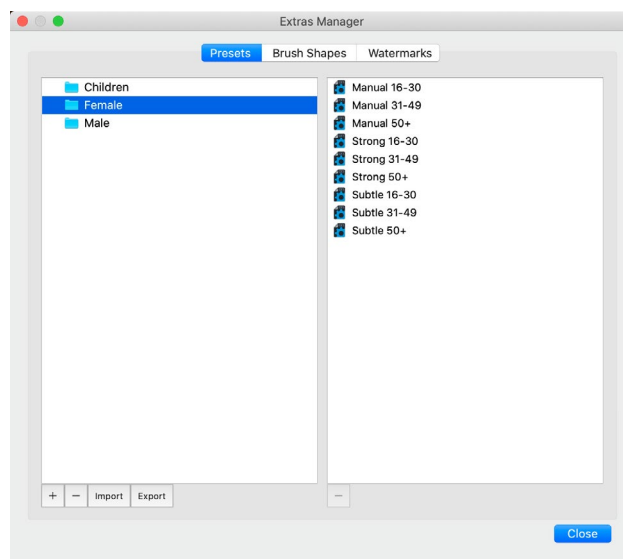 Extras Manager
Presets Brush Shapes Watermarks
Children
Female
Male
Manual 16-30
Manual 31-49
Manual 50+
Strong 16-30
Strong 31-49
Strong 50+
Subtle 16-30
Subtle 31-49
Subtle 50+
+ − Import Export
−
Close